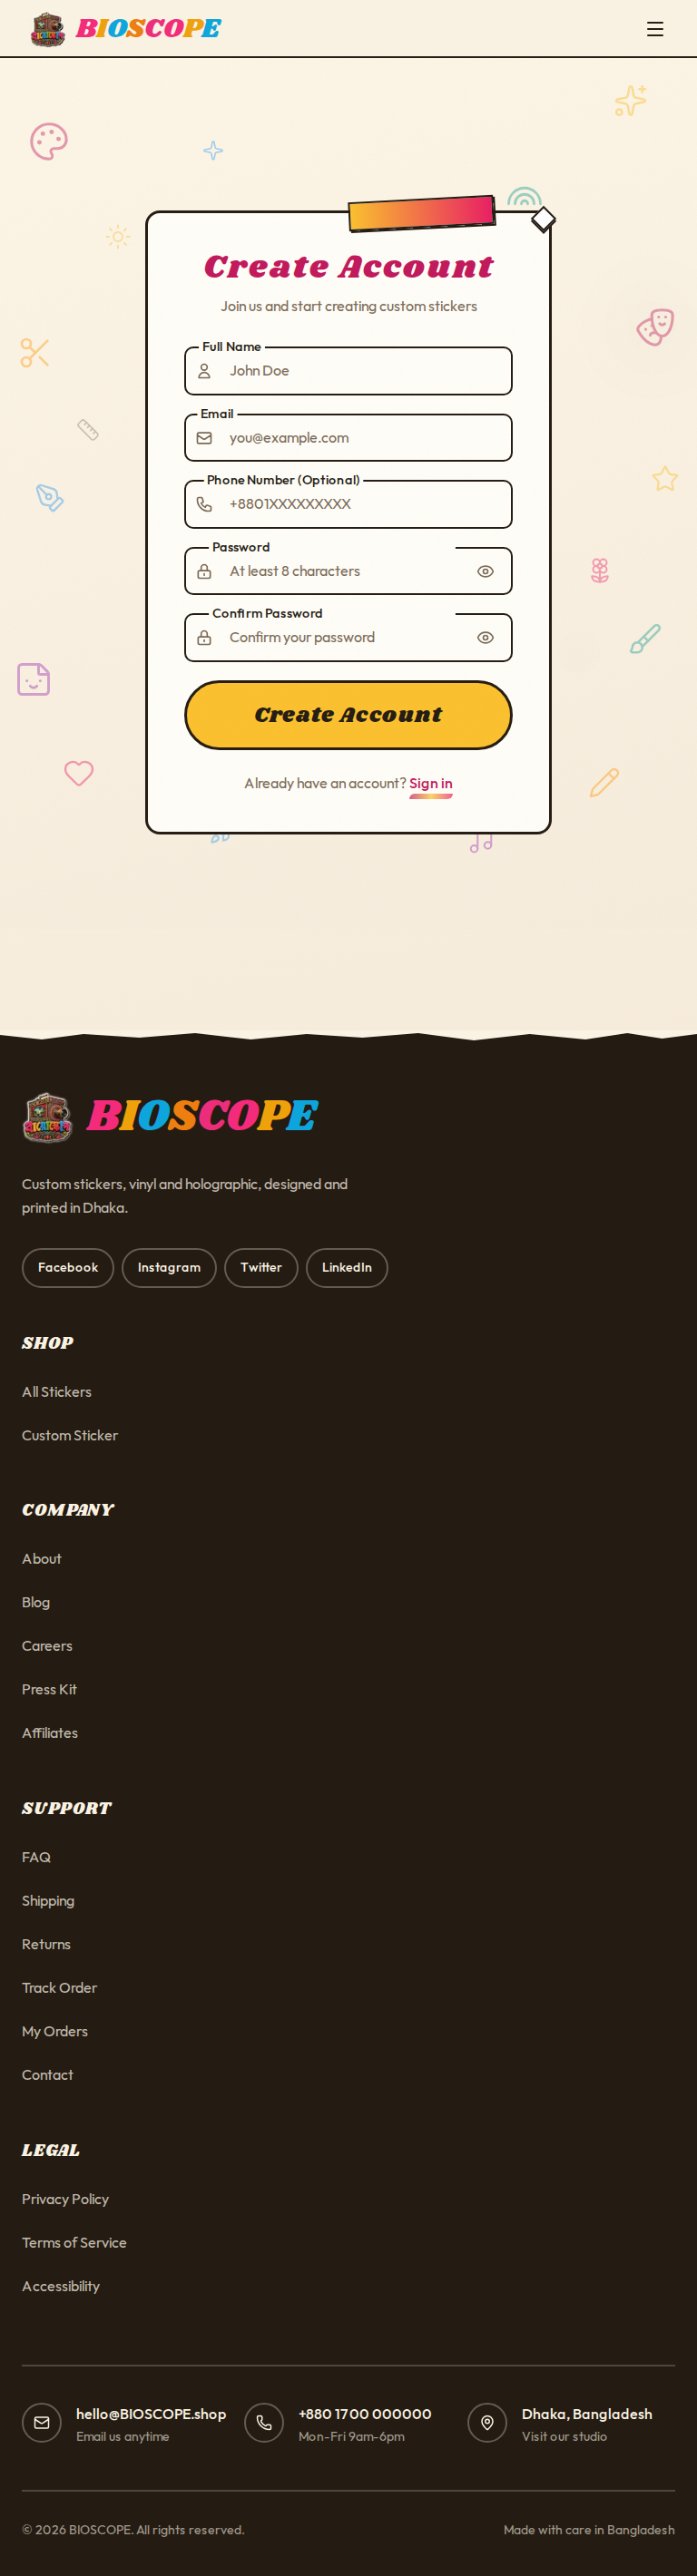 BIOSCOPE
Create Account
Join us and start creating custom stickers
Full Name
John Doe
Email
you@example.com
Phone Number (Optional)
+8801XXXXXXXXX
Password
At least 8 characters
Confirm Password
Confirm your password
Create Account
Already have an account? Sign in
BIOSCOPE
Custom stickers, vinyl and holographic, designed and
printed in Dhaka.
Facebook Instagram Twitter LinkedIn
SHOP
All Stickers
Custom Sticker
COMPANY
About
Blog
Careers
Press Kit
Affiliates
SUPPORT
FAQ
Shipping
Returns
Track Order
My Orders
Contact
LEGAL
Privacy Policy
Terms of Service
Accessibility
hello@BIOSCOPE.shop
Email us anytime
+880 1700 000000
Mon-Fri 9am-6pm
Dhaka, Bangladesh
Visit our studio
© 2026 BIOSCOPE. All rights reserved.
Made with care in Bangladesh